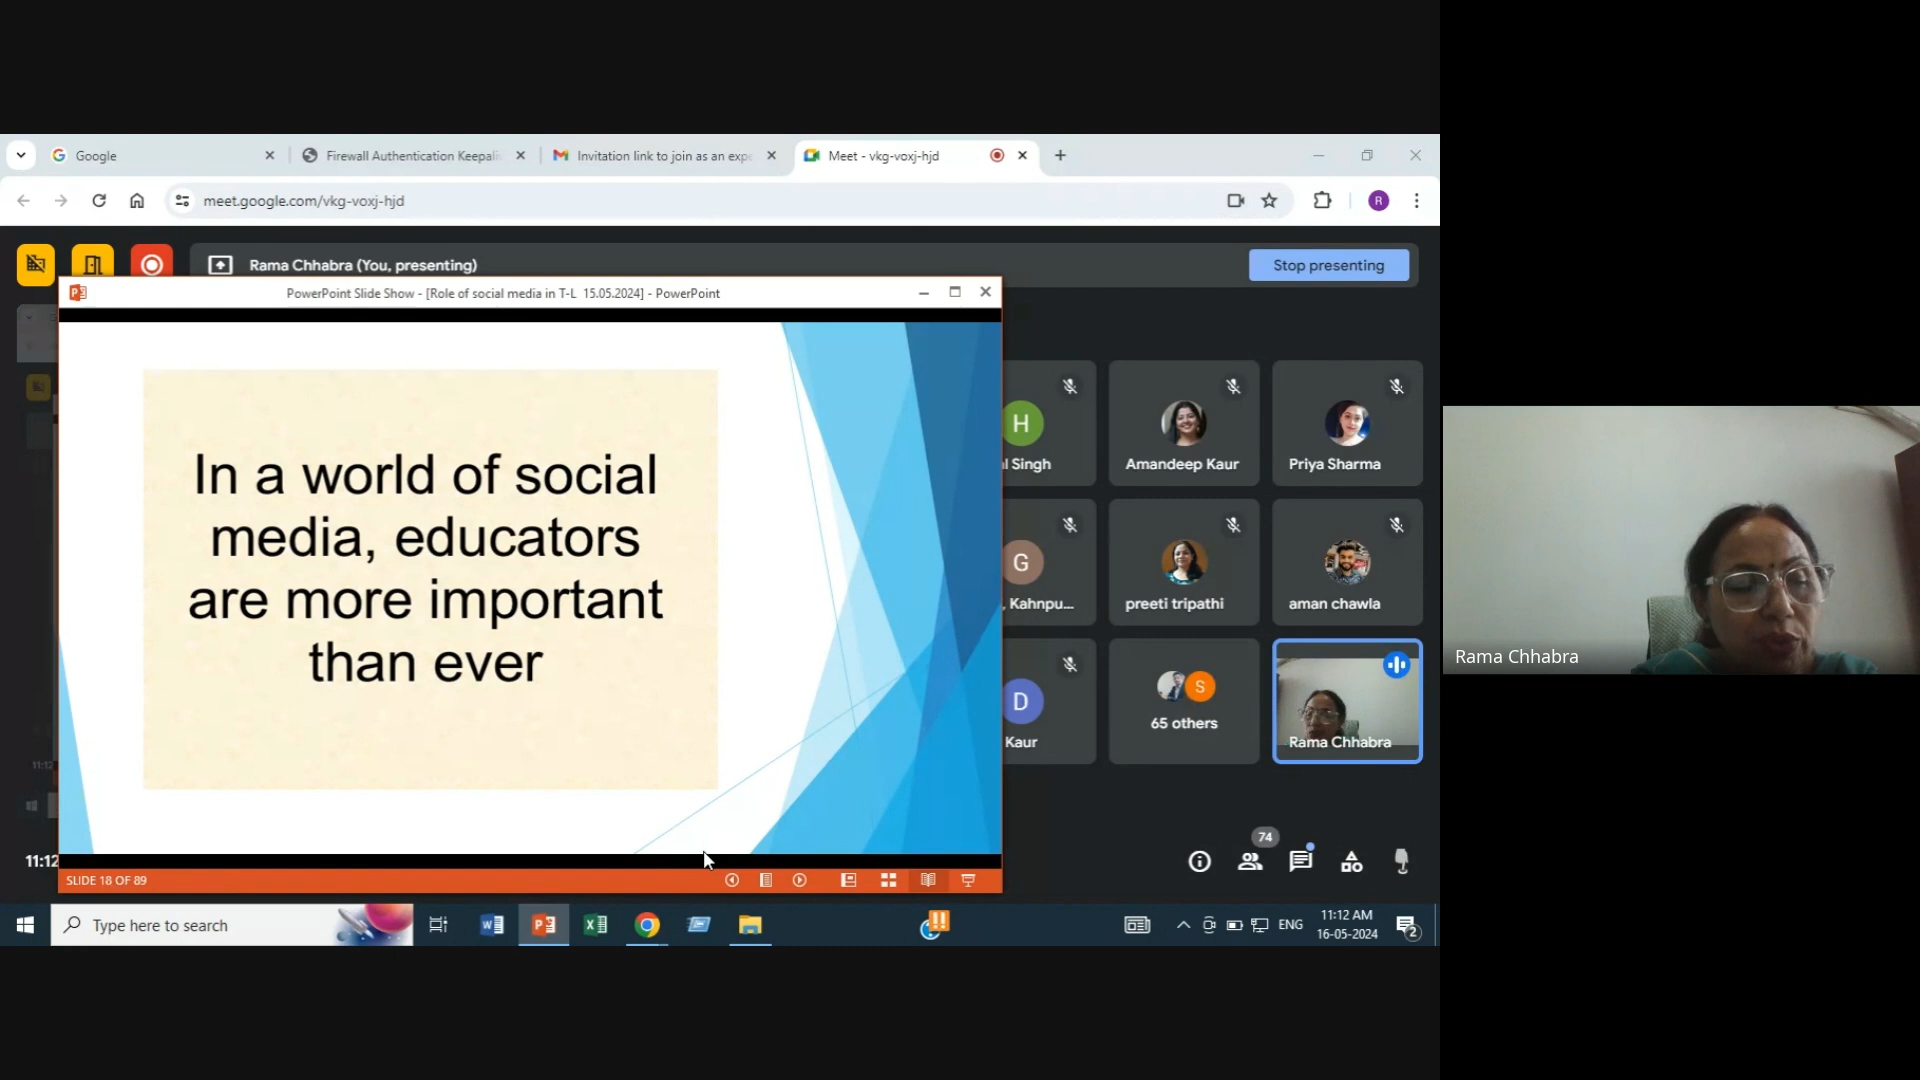 Google
Firewall Authentication Keepali
Invitation link to join as an expe
Meet - vkg-voxj-hjd
meet.google.com/vkg-voxj-hjd
R
Rama Chhabra (You, presenting)
Stop presenting
PowerPoint Slide Show - [Role of social media in T-L 15.05.2024] - PowerPoint
In a world of social
media, educators
are more important
than ever
H
l Singh
Amandeep Kaur
Priya Sharma
G
, Kahnpu...
preeti tripathi
aman chawla
D
Kaur
S
65 others
Rama Chhabra
Rama Chhabra
11:12
74
SLIDE 18 OF 89
Type here to search
ENG
11:12 AM
16-05-2024
2